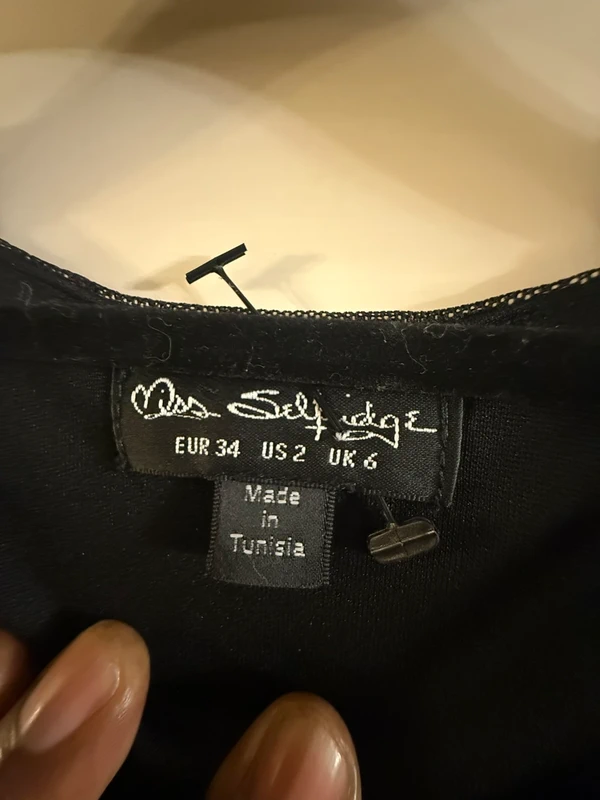 Miss Selfridge
EUR 34 US 2 UK 6
Made
in
Tunisia